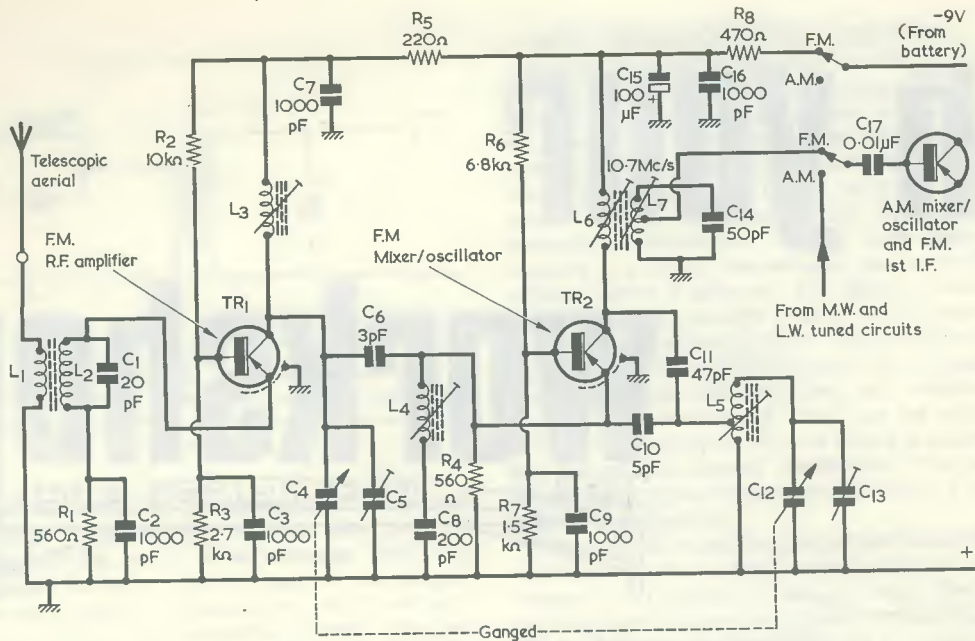 R5
220Ω
R8
470Ω
F.M.
-9V
(From
battery)
A.M.
C7
1000
pF
C15
100
µF
+
C16
1000
pF
R2
10kΩ
R6
6.8kΩ
Telescopic
aerial
L3
10.7Mc/s
L6
L7
C14
50pF
F.M.
A.M.
C17
0.01µF
A.M. mixer/
oscillator
and F.M.
1st I.F.
F.M.
R.F. amplifier
F.M
Mixer/oscillator
From M.W. and
L.W. tuned circuits
TR1
C6
3pF
TR2
C11
47pF
L1
L2
C1
20
pF
L4
L5
C10
5pF
R1
560Ω
C2
1000
pF
R3
2.7
kΩ
C3
1000
pF
C4
C5
C8
200
pF
R4
560
Ω
R7
1.5
kΩ
C9
1000
pF
C12
C13
+
Ganged